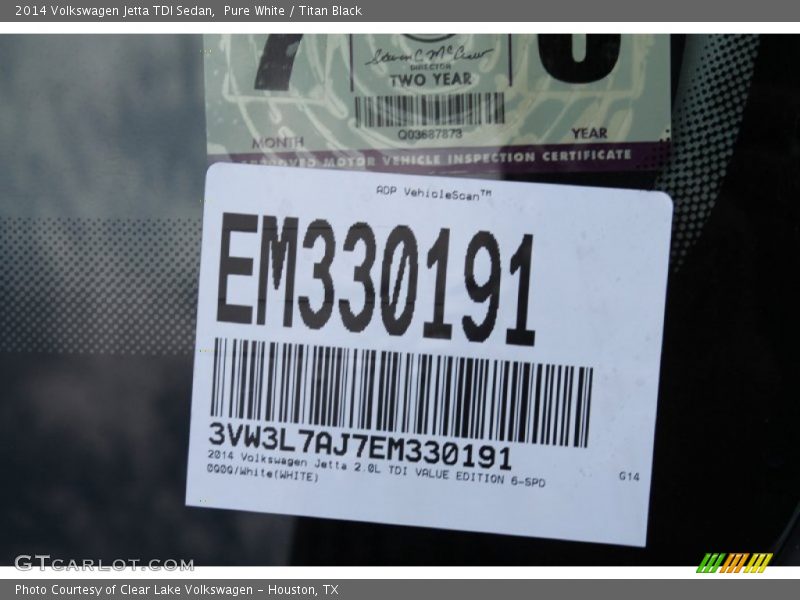 2014 Volkswagen Jetta TDI Sedan, Pure White / Titan Black
DIRECTOR
TWO YEAR
Q03687873
MONTH YEAR
MOTOR VEHICLE INSPECTION CERTIFICATE
ADP VehicleScan™
EM330191
3VW3L7AJ7EM330191
2014 Volkswagen Jetta 2.0L TDI VALUE EDITION 6-SPD
0Q0Q/White(WHITE)
G14
GTCARLOT.COM
Photo Courtesy of Clear Lake Volkswagen – Houston, TX